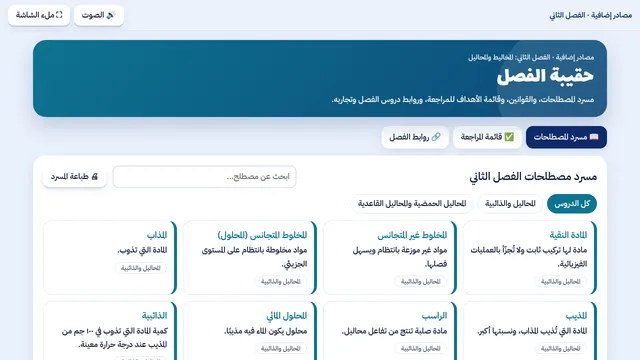 مصادر إضافية - الفصل الثاني
🔊 الصوت
⛶ ملء الشاشة
مصادر إضافية - الفصل الثاني: المخاليط والمحاليل
حقيبة الفصل
مسرد المصطلحات، والقوانين، وقائمة الأهداف للمراجعة، وروابط دروس الفصل وتجاربه.
📖 مسرد المصطلحات
✅ قائمة المراجعة
🔗 روابط الفصل
مسرد مصطلحات الفصل الثاني
ابحث عن مصطلح...
🖨 طباعة المسرد
كل الدروس
المحاليل والذائبية
المحاليل الحمضية والمحاليل القاعدية
المادة النقية
مادة لها تركيب ثابت ولا تُجزّأ بالعمليات
الفيزيائية.
المحاليل والذائبية
المخلوط غير المتجانس
مواد غير موزعة بانتظام ويسهل
فصلها.
المحاليل والذائبية
المخلوط المتجانس (المحلول)
مواد مخلوطة بانتظام على المستوى
الجزيئي.
المحاليل والذائبية
المذاب
المادة التي تذوب.
المحاليل والذائبية
المذيب
المادة التي تُذيب المذاب، ونسبتها أكبر.
المحاليل والذائبية
الراسب
مادة صلبة تنتج من تفاعل محاليل.
المحاليل والذائبية
المحلول المائي
محلول يكون الماء فيه مذيبًا.
المحاليل والذائبية
الذائبية
كمية المادة التي تذوب في ١٠٠ جم من
المذيب عند درجة حرارة معينة.
المحاليل والذائبية